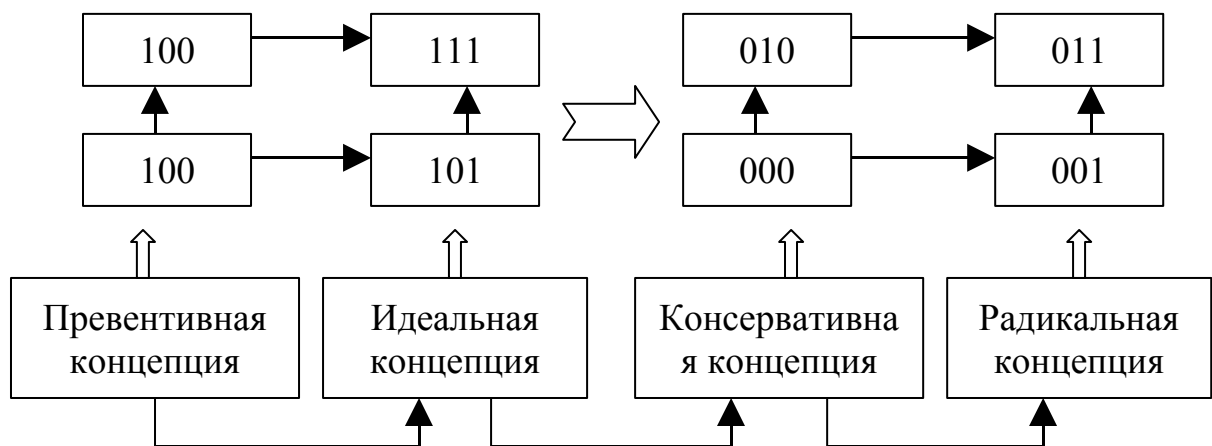 100
111
010
011
100
101
000
001
Превентивная
концепция
Идеальная
концепция
Консервативна
я концепция
Радикальная
концепция